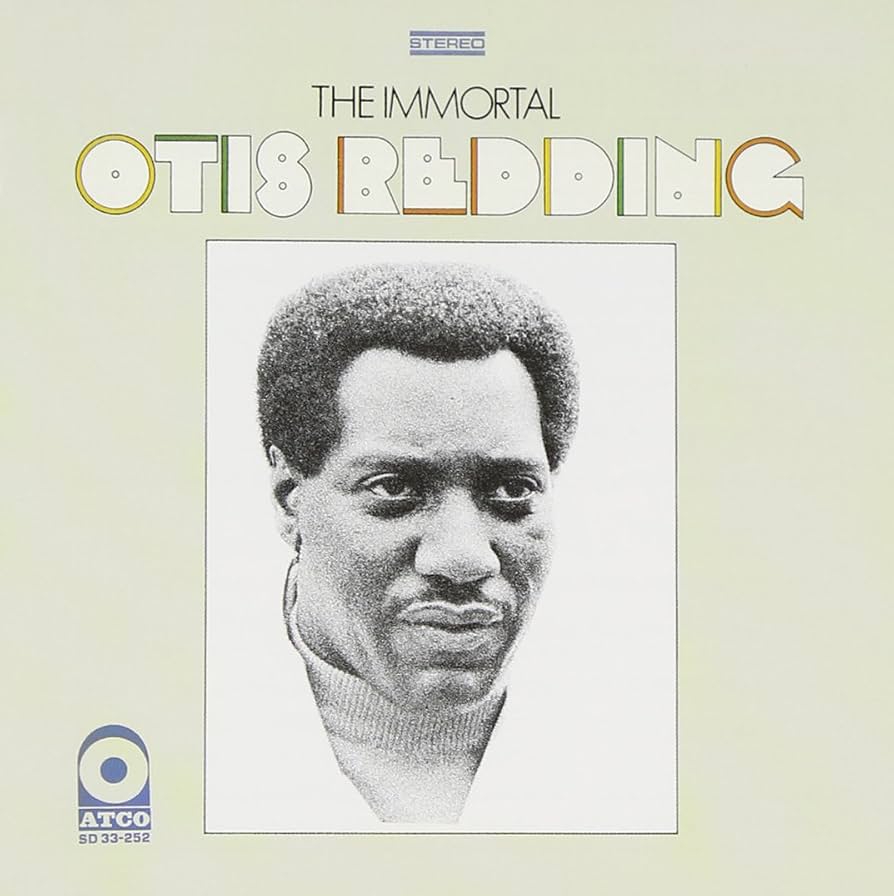 STEREO
THE IMMORTAL
OTIS REDDING
ATCO
SD 33-252